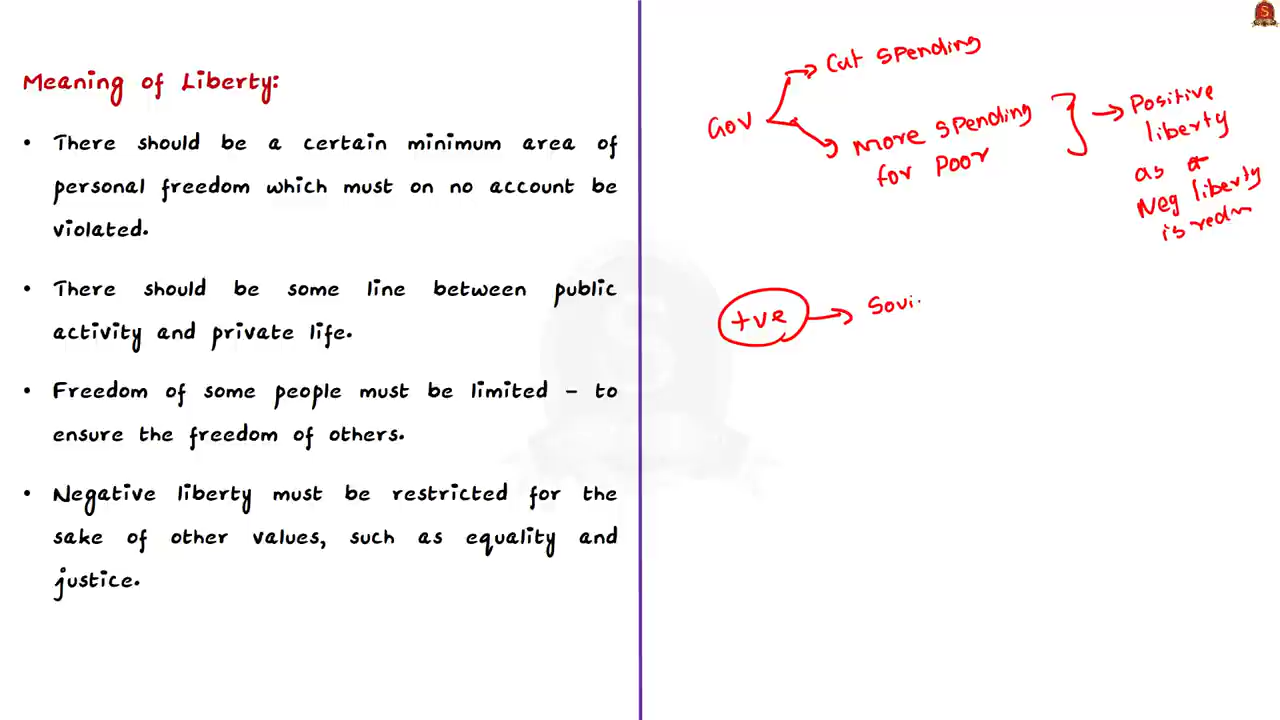 Meaning of Liberty:
• There should be a certain minimum area of
personal freedom which must on no account be
violated.
• There should be some line between public
activity and private life.
• Freedom of some people must be limited – to
ensure the freedom of others.
• Negative liberty must be restricted for the
sake of other values, such as equality and
justice.
Cut spending
Gov
More spending
for Poor
Positive
liberty
as a
Neg liberty
is
+ve
Sovi
S